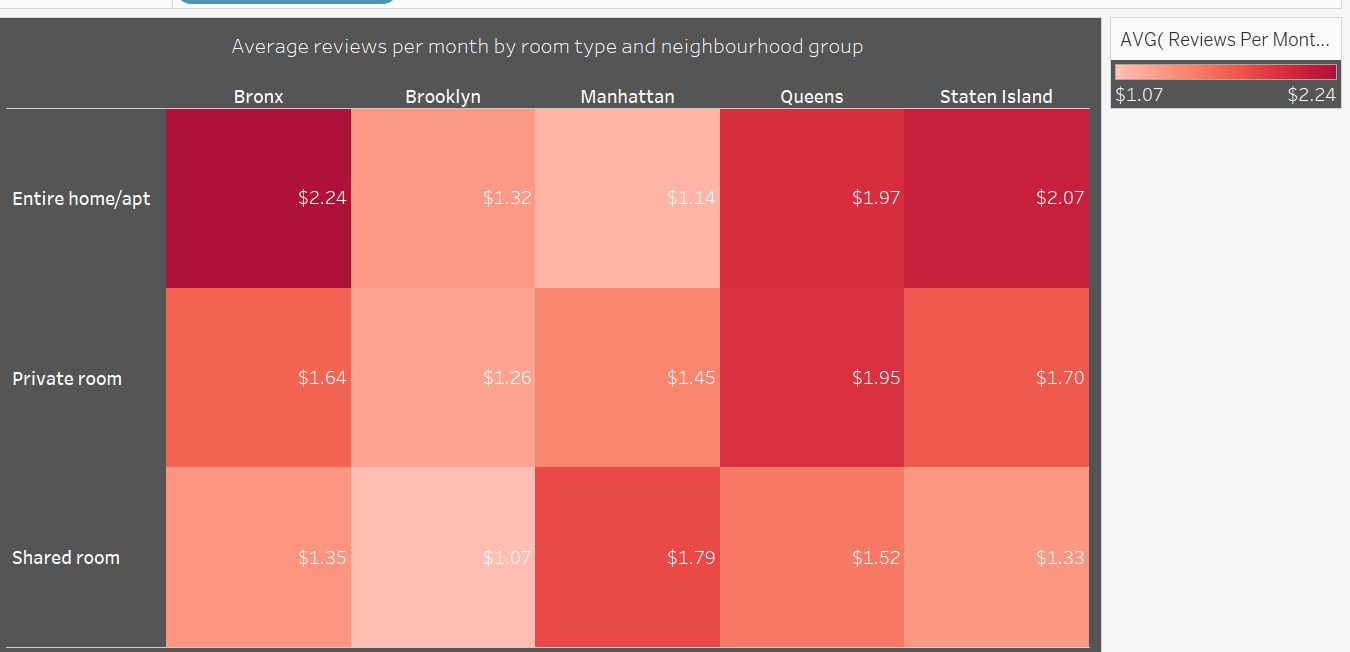 Average reviews per month by room type and neighbourhood group
AVG( Reviews Per Mont...
$1.07 $2.24
Bronx Brooklyn Manhattan Queens Staten Island
Entire home/apt $2.24 $1.32 $1.14 $1.97 $2.07
Private room $1.64 $1.26 $1.45 $1.95 $1.70
Shared room $1.35 $1.07 $1.79 $1.52 $1.33